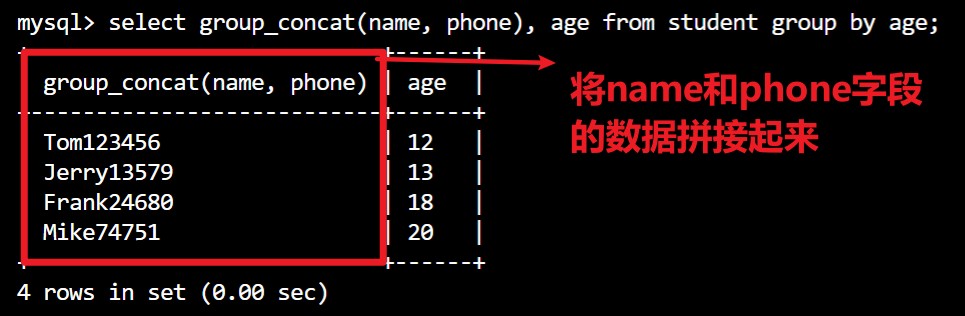 mysql> select group_concat(name, phone), age from student group by age;
group_concat(name, phone) | age |
Tom123456 | 12 |
Jerry13579 | 13 |
Frank24680 | 18 |
Mike74751 | 20 |
4 rows in set (0.00 sec)
将name和phone字段
的数据拼接起来